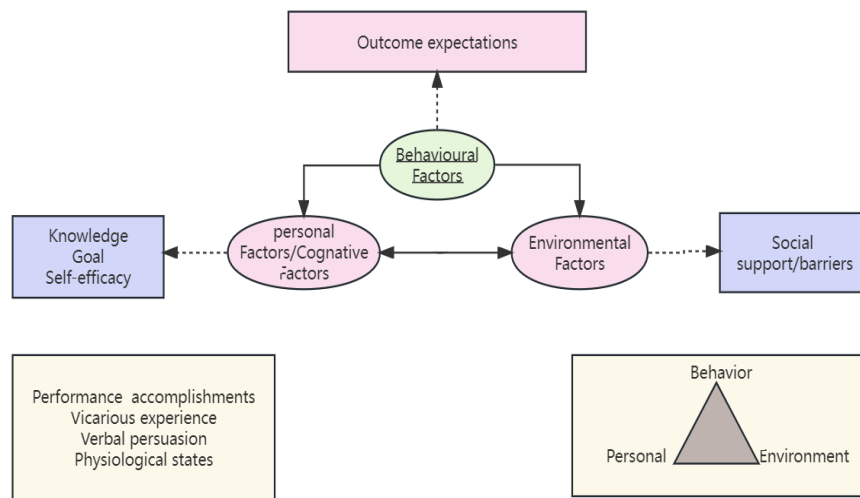 Outcome expectations
Behavioural
Factors
personal
Factors/Cognative
Factors
Environmental
Factors
Knowledge
Goal
Self-efficacy
Social
support/barriers
Performance accomplishments
Vicarious experience
Verbal persuasion
Physiological states
Behavior
Personal
Environment